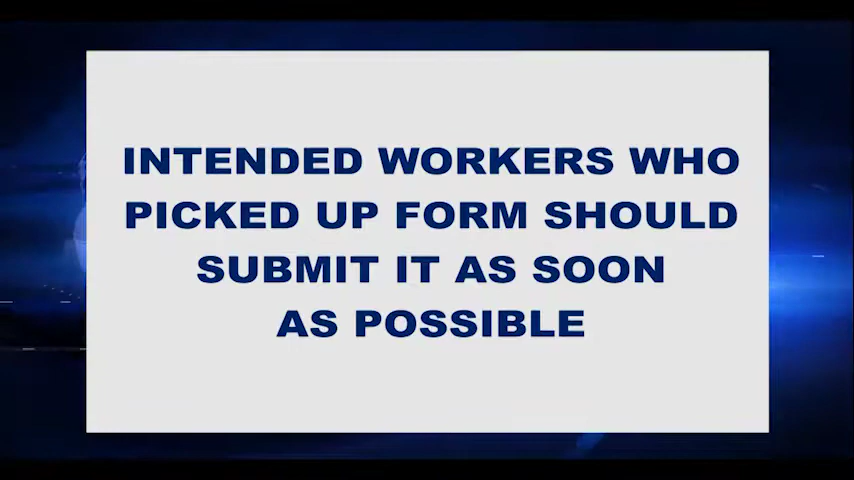 INTENDED WORKERS WHO
PICKED UP FORM SHOULD
SUBMIT IT AS SOON
AS POSSIBLE